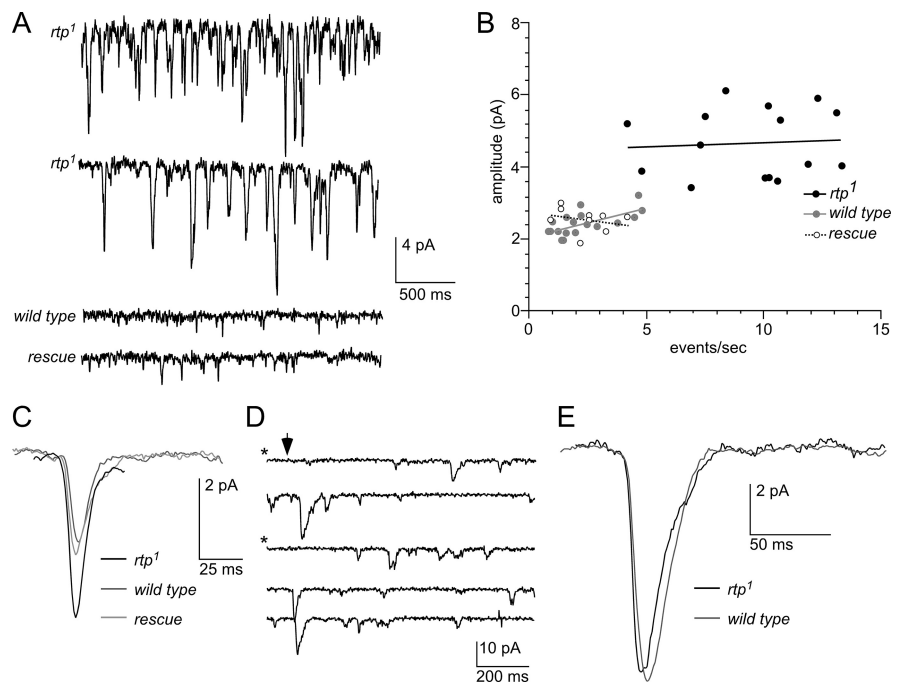 A
rtp1
rtp1
4 pA
500 ms
wild type
rescue
B
8
6
4
2
0
amplitude (pA)
0 5 10 15
events/sec
rtp1
wild type
rescue
C
2 pA
25 ms
rtp1
wild type
rescue
D
*
*
10 pA
200 ms
E
2 pA
50 ms
rtp1
wild type